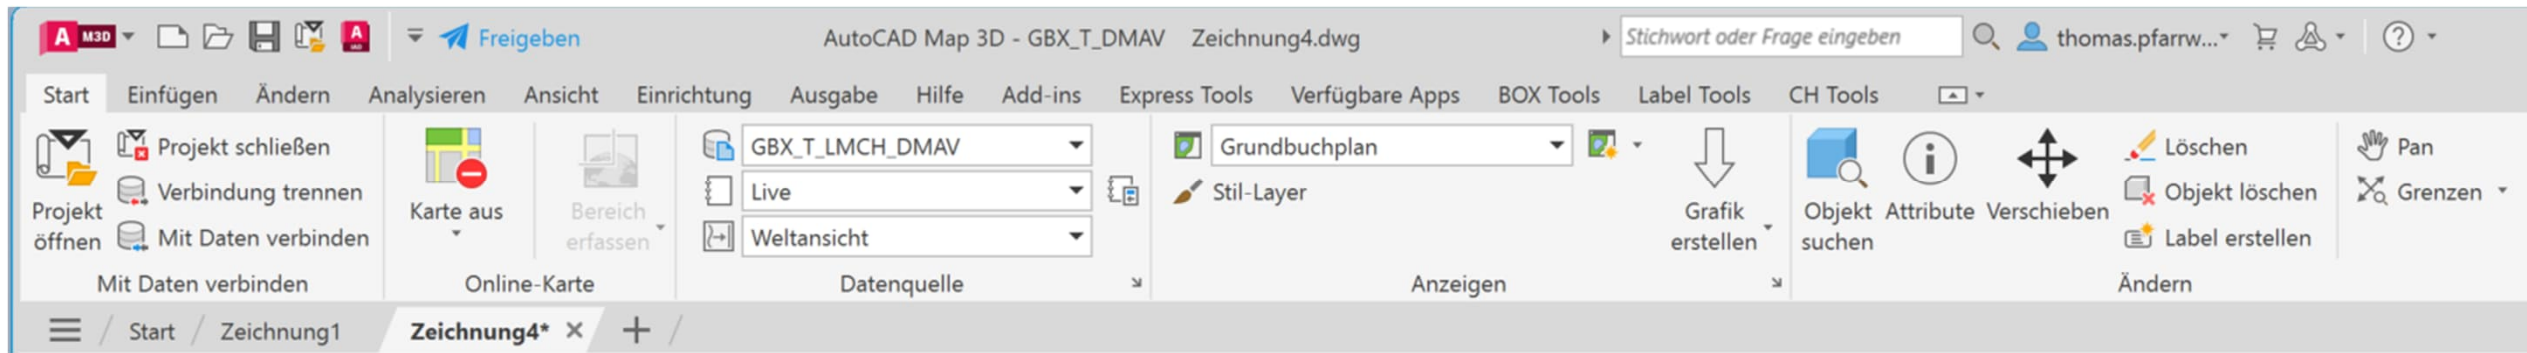 A M3D Freigeben AutoCAD Map 3D - GBX_T_DMAV Zeichnung4.dwg Stichwort oder Frage eingeben thomas.pfarrw... ?
Start Einfügen Ändern Analysieren Ansicht Einrichtung Ausgabe Hilfe Add-ins Express Tools Verfügbare Apps BOX Tools Label Tools CH Tools
Projekt öffnen
Projekt schließen
Verbindung trennen
Mit Daten verbinden
Mit Daten verbinden
Karte aus
Bereich erfassen
Online-Karte
GBX_T_LMCH_DMAV
Live
Weltansicht
Datenquelle
Grundbuchplan
Stil-Layer
Grafik erstellen
Anzeigen
Objekt suchen
Attribute
Verschieben
Löschen
Objekt löschen
Label erstellen
Pan
Grenzen
Ändern
Start Zeichnung1 Zeichnung4*